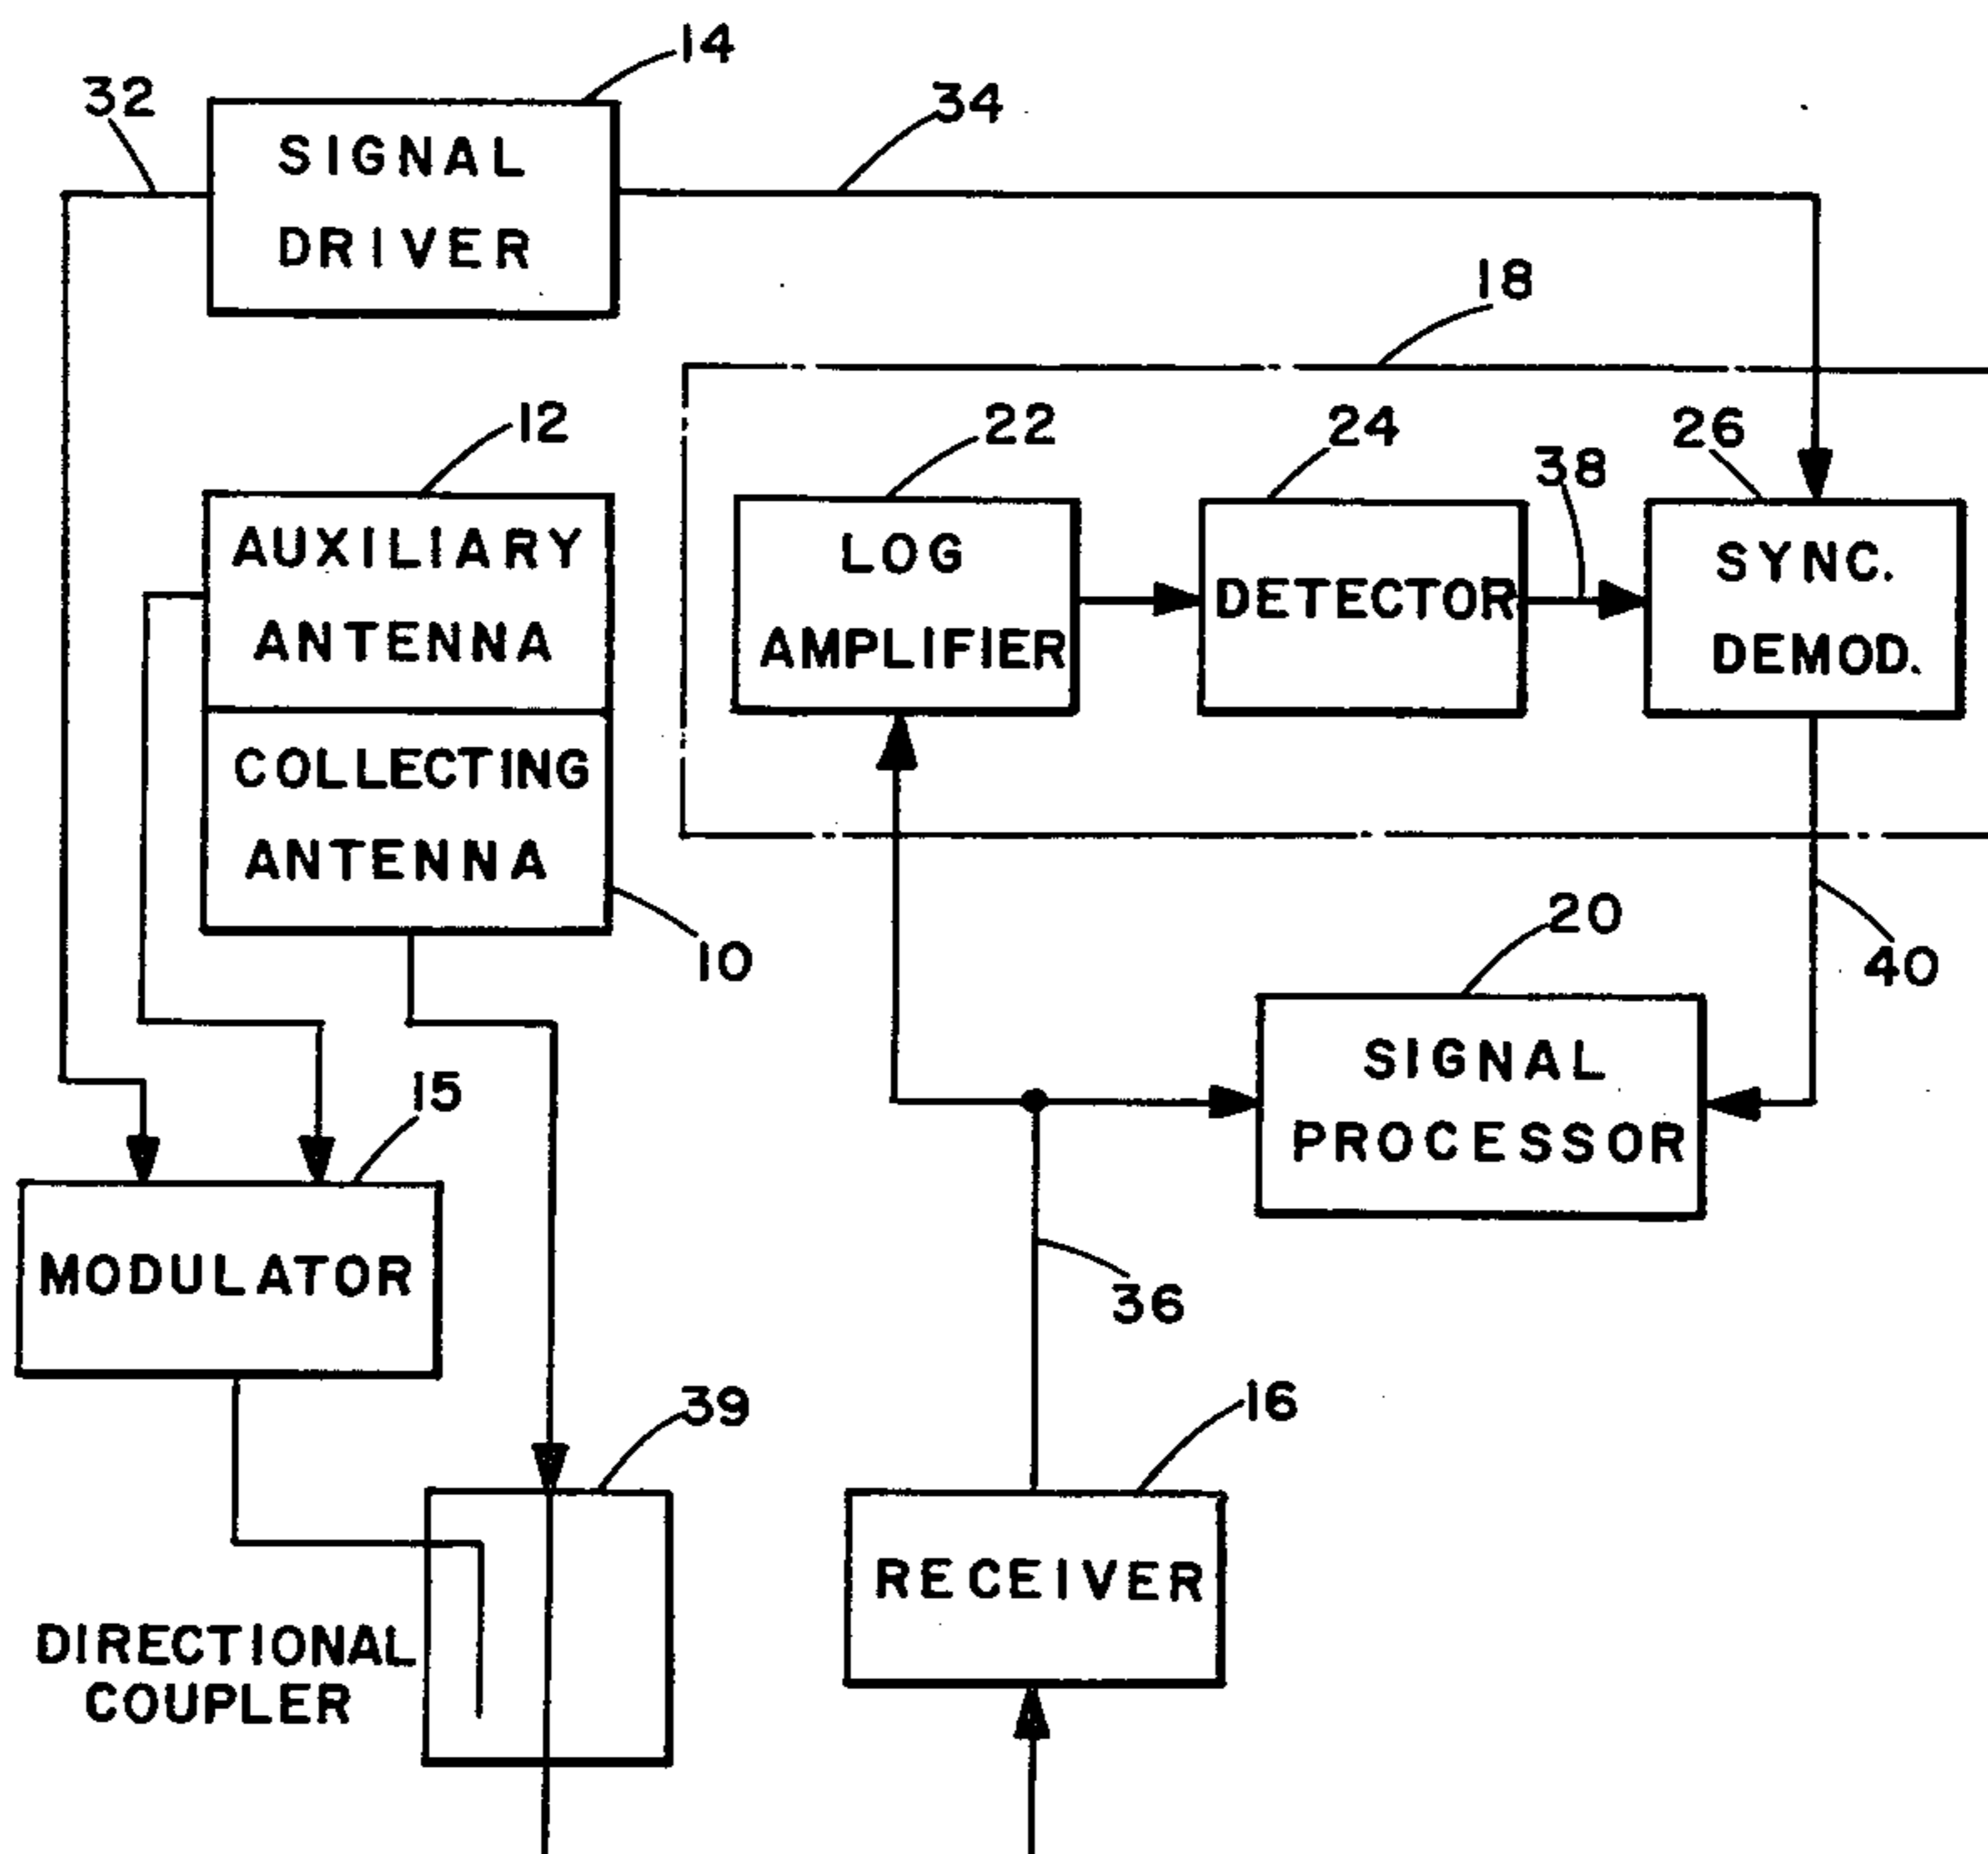 14
32
34
SIGNAL
DRIVER
18
12
22
24
26
38
AUXILIARY
ANTENNA
LOG
AMPLIFIER
DETECTOR
SYNC.
DEMOD.
COLLECTING
ANTENNA
10
20
40
SIGNAL
PROCESSOR
15
MODULATOR
36
39
16
RECEIVER
DIRECTIONAL
COUPLER